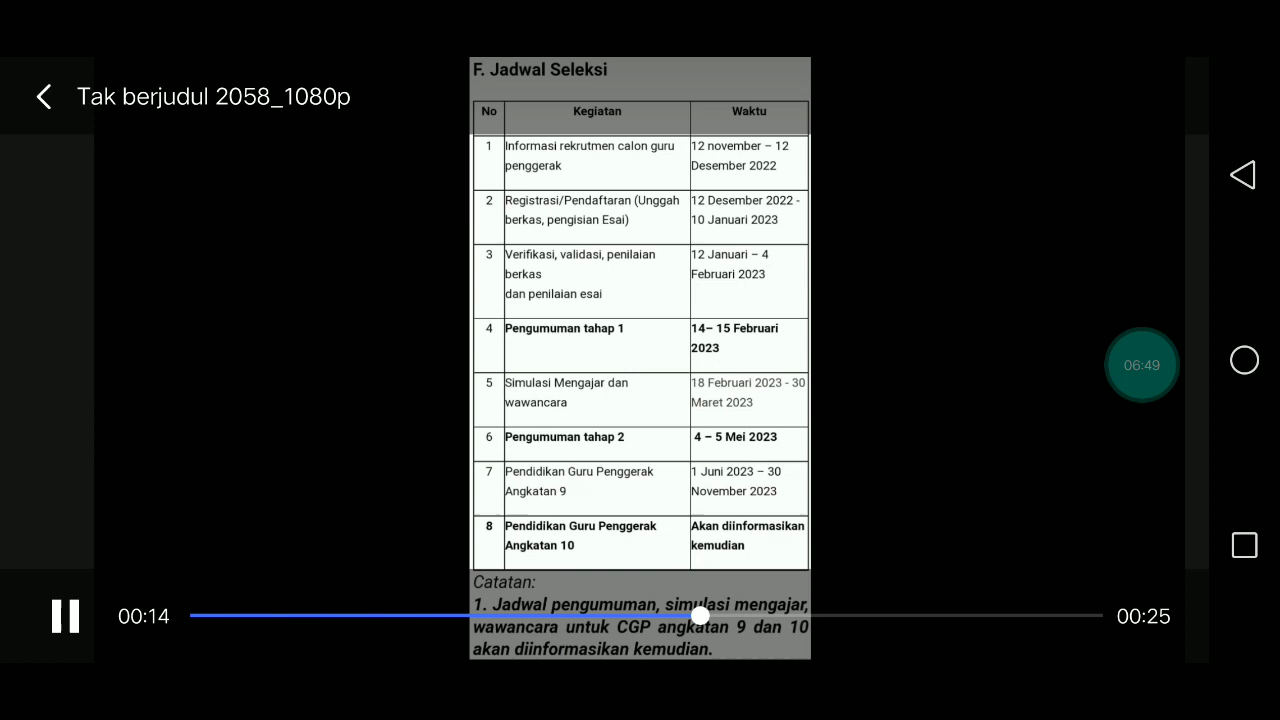 Tak berjudul 2058_1080p
F. Jadwal Seleksi
No Kegiatan Waktu
1 Informasi rekrutmen calon guru 12 november – 12
penggerak Desember 2022
2 Registrasi/Pendaftaran (Unggah 12 Desember 2022 -
berkas, pengisian Esai) 10 Januari 2023
3 Verifikasi, validasi, penilaian 12 Januari – 4
berkas Februari 2023
dan penilaian esai
4 Pengumuman tahap 1 14– 15 Februari
2023
5 Simulasi Mengajar dan 18 Februari 2023 - 30
wawancara Maret 2023
6 Pengumuman tahap 2 4 – 5 Mei 2023
7 Pendidikan Guru Penggerak 1 Juni 2023 – 30
Angkatan 9 November 2023
8 Pendidikan Guru Penggerak Akan diinformasikan
Angkatan 10 kemudian
Catatan:
1. Jadwal pengumuman, simulasi mengajar,
wawancara untuk CGP angkatan 9 dan 10
akan diinformasikan kemudian.
06:49
00:14
00:25